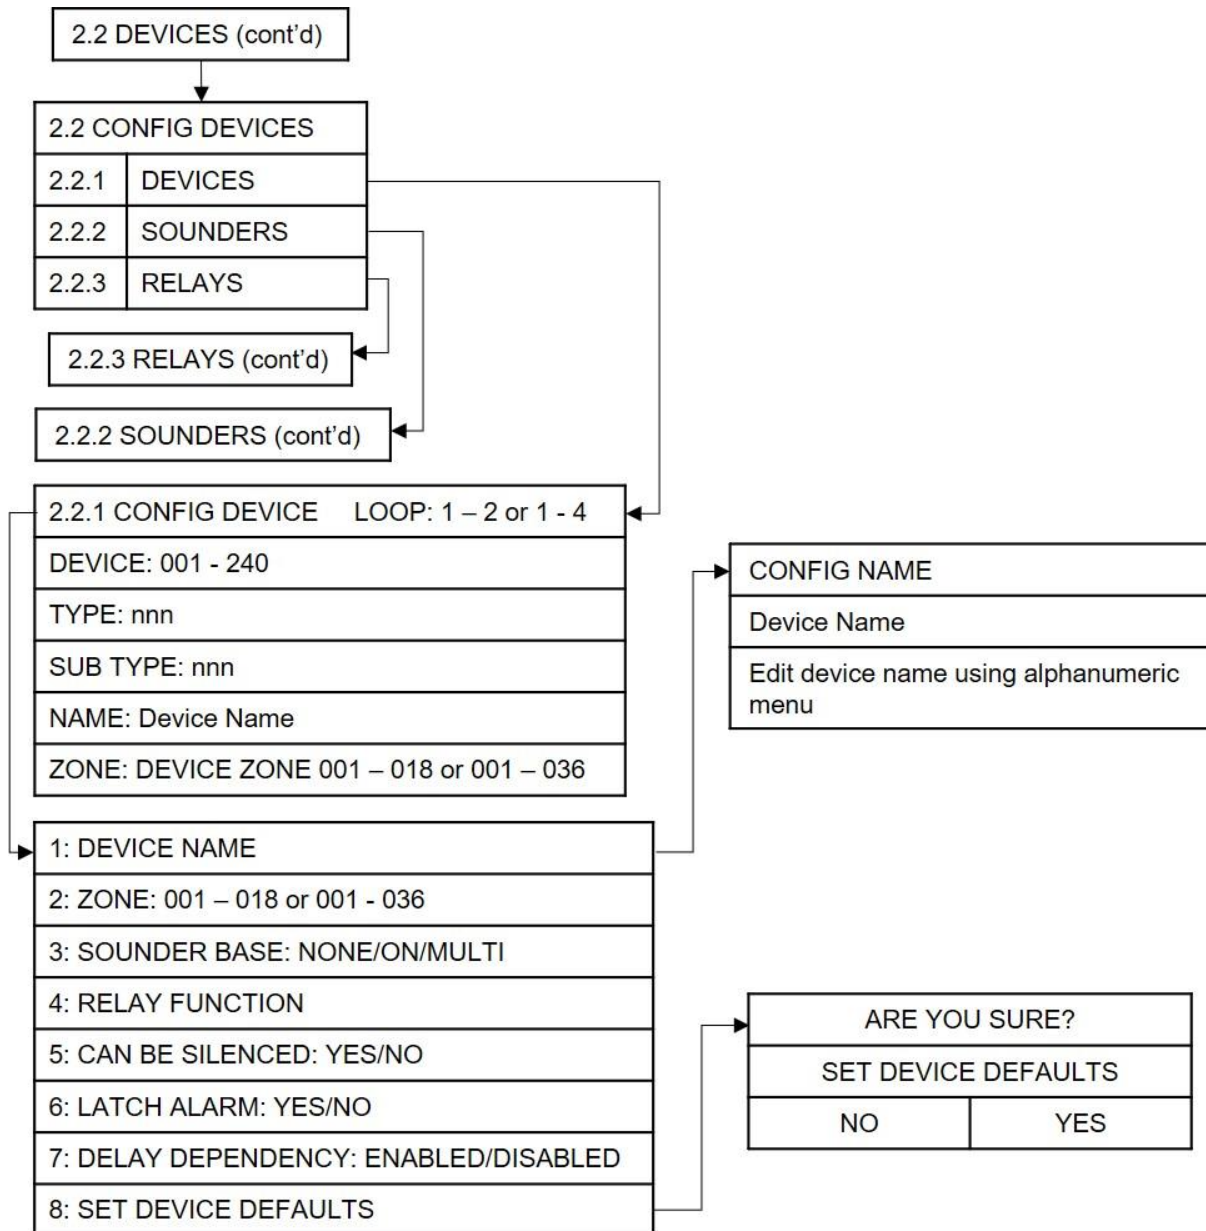 2.2 DEVICES (cont’d)
2.2 CONFIG DEVICES
2.2.1 DEVICES
2.2.2 SOUNDERS
2.2.3 RELAYS
2.2.3 RELAYS (cont’d)
2.2.2 SOUNDERS (cont’d)
2.2.1 CONFIG DEVICE LOOP: 1 – 2 or 1 - 4
DEVICE: 001 - 240
TYPE: nnn
SUB TYPE: nnn
NAME: Device Name
ZONE: DEVICE ZONE 001 – 018 or 001 – 036
CONFIG NAME
Device Name
Edit device name using alphanumeric
menu
1: DEVICE NAME
2: ZONE: 001 – 018 or 001 - 036
3: SOUNDER BASE: NONE/ON/MULTI
4: RELAY FUNCTION
5: CAN BE SILENCED: YES/NO
6: LATCH ALARM: YES/NO
7: DELAY DEPENDENCY: ENABLED/DISABLED
8: SET DEVICE DEFAULTS
ARE YOU SURE?
SET DEVICE DEFAULTS
NO YES